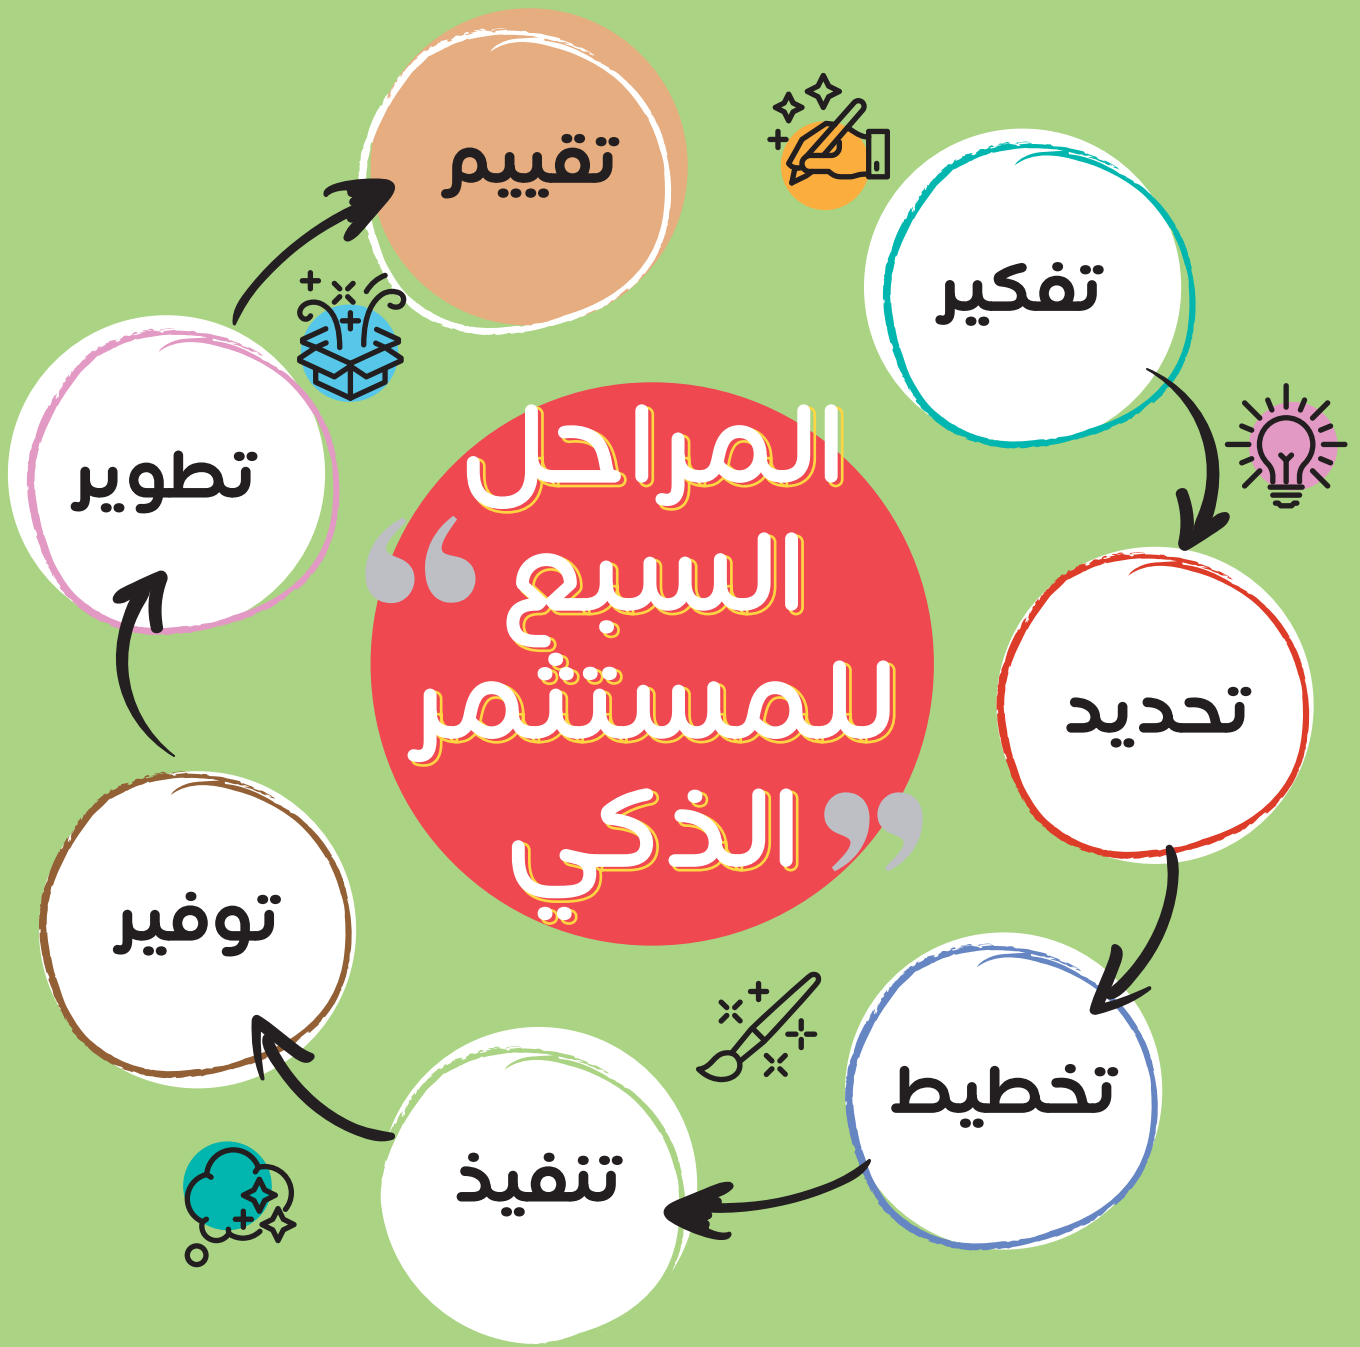 المراحل
السبع
للمستثمر
الذكي
تفكير
تحديد
تخطيط
تنفيذ
توفير
تطوير
تقييم